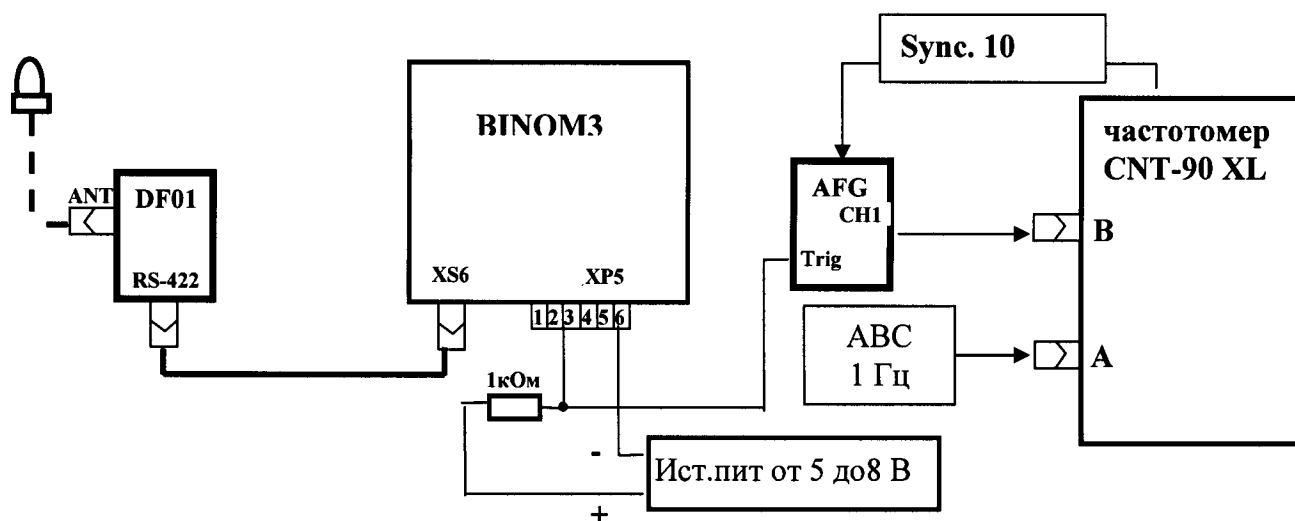 Sync. 10
BINOM3
частотомер
CNT-90 XL
ANT
DF01
AFG
CH1
B
Trig
RS-422
XS6
XP5
1 2 3 4 5 6
АВС
1 Гц
A
1кОм
-
Ист.пит от 5 до8 В
+